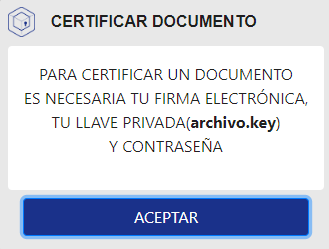 CERTIFICAR DOCUMENTO
PARA CERTIFICAR UN DOCUMENTO
ES NECESARIA TU FIRMA ELECTRÓNICA,
TU LLAVE PRIVADA(archivo.key)
Y CONTRASEÑA
ACEPTAR